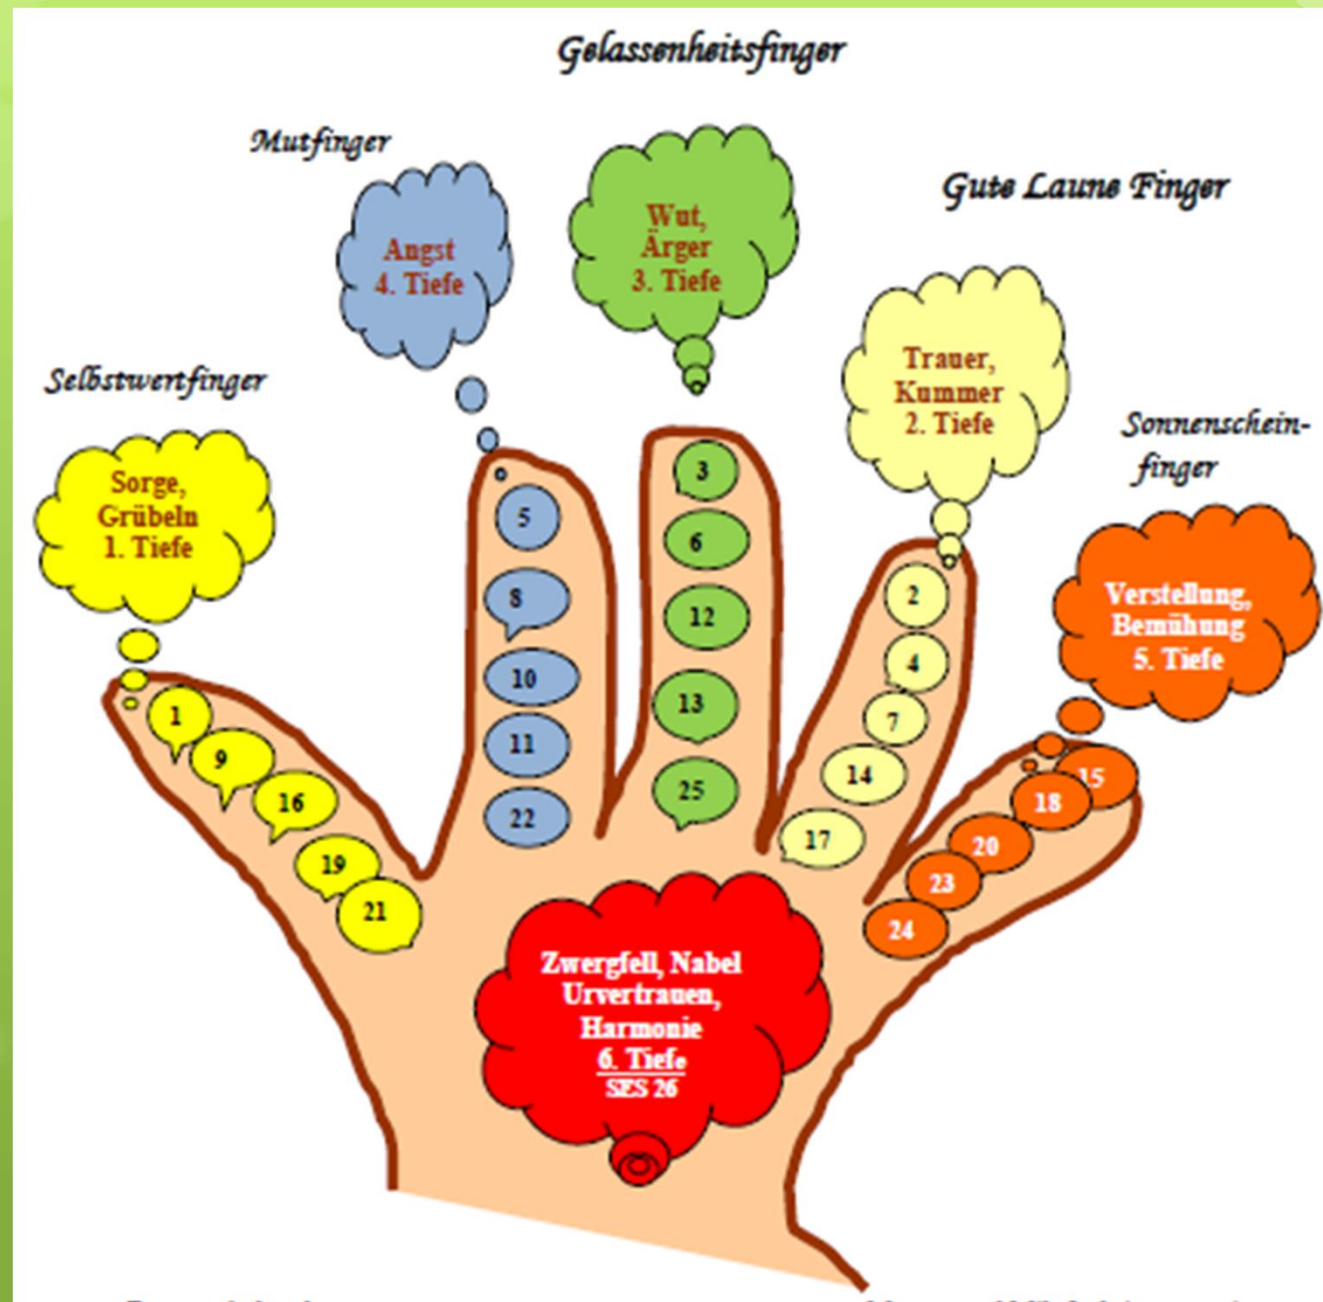 Gelassenheitsfinger
Mutfinger
Gute Laune Finger
Wut,
Ärger
3. Tiefe
Angst
4. Tiefe
Selbstwertfinger
Trauer,
Kummer
2. Tiefe
Sonnenschein-
finger
Sorge,
Grübeln
1. Tiefe
Verstellung,
Bemühung
5. Tiefe
1
9
16
19
21
5
8
10
11
22
3
6
12
13
25
2
4
7
14
17
15
18
20
23
24
Zwergfell, Nabel
Urvertrauen,
Harmonie
6. Tiefe
SES 26